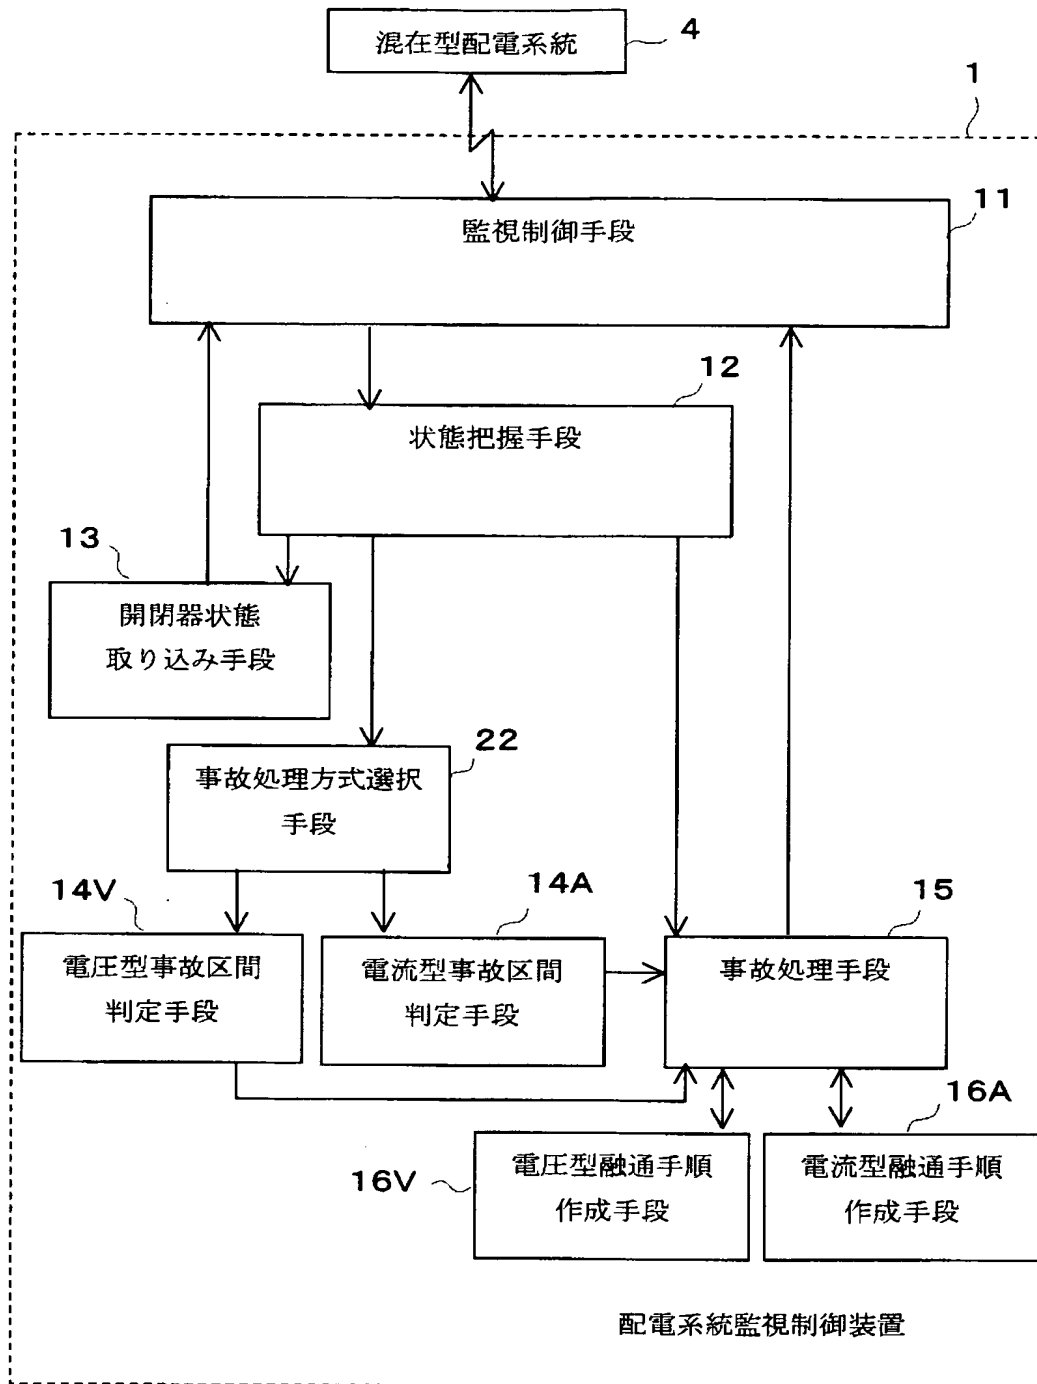 混在型配電系統
4
1
11
監視制御手段
12
状態把握手段
13
開閉器状態
取り込み手段
22
事故処理方式選択
手段
14V
14A
15
電圧型事故区間
判定手段
電流型事故区間
判定手段
事故処理手段
16A
16V
電圧型融通手順
作成手段
電流型融通手順
作成手段
配電系統監視制御装置